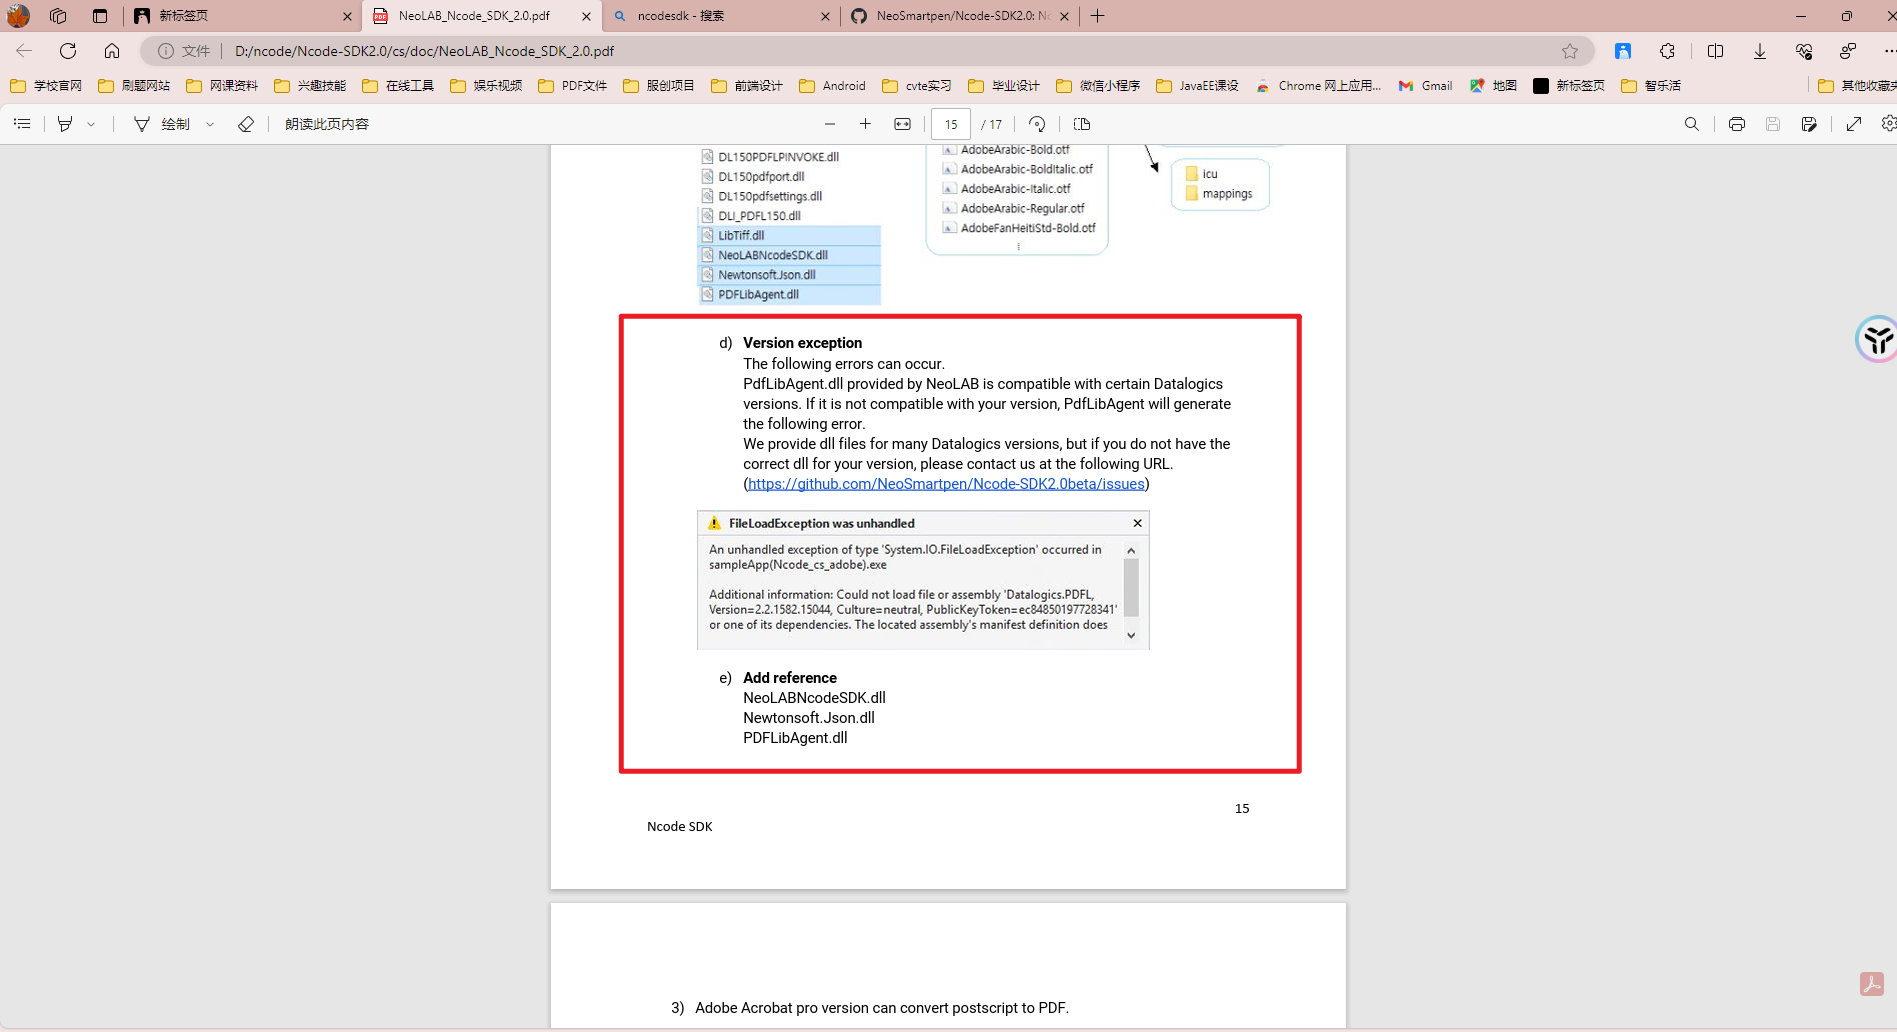 新标签页
NeoLAB_Ncode_SDK_2.0.pdf
ncodesdk - 搜索
NeoSmartpen/Ncode-SDK2.0: Nc
文件
D:/ncode/Ncode-SDK2.0/cs/doc/NeoLAB_Ncode_SDK_2.0.pdf
学校官网
刷题网站
网课资料
兴趣技能
在线工具
娱乐视频
PDF文件
服创项目
前端设计
Android
cvte实习
毕业设计
微信小程序
JavaEE课设
Chrome 网上应用...
Gmail
地图
新标签页
智乐活
其他收藏夹
绘制
朗读此页内容
15
/ 17
DL150PDFLPINVOKE.dll
DL150pdfport.dll
DL150pdfsettings.dll
DLI_PDFL150.dll
LibTiff.dll
NeoLABNcodeSDK.dll
Newtonsoft.Json.dll
PDFLibAgent.dll
AdobeArabic-Bold.otf
AdobeArabic-BoldItalic.otf
AdobeArabic-Italic.otf
AdobeArabic-Regular.otf
AdobeFanHeitiStd-Bold.otf
icu
mappings
d) Version exception
The following errors can occur.
PdfLibAgent.dll provided by NeoLAB is compatible with certain Datalogics
versions. If it is not compatible with your version, PdfLibAgent will generate
the following error.
We provide dll files for many Datalogics versions, but if you do not have the
correct dll for your version, please contact us at the following URL.
(https://github.com/NeoSmartpen/Ncode-SDK2.0beta/issues)
FileLoadException was unhandled
An unhandled exception of type 'System.IO.FileLoadException' occurred in
sampleApp(Ncode_cs_adobe).exe
Additional information: Could not load file or assembly 'Datalogics.PDFL,
Version=2.2.1582.15044, Culture=neutral, PublicKeyToken=ec84850197728341'
or one of its dependencies. The located assembly's manifest definition does
e) Add reference
NeoLABNcodeSDK.dll
Newtonsoft.Json.dll
PDFLibAgent.dll
15
Ncode SDK
3) Adobe Acrobat pro version can convert postscript to PDF.